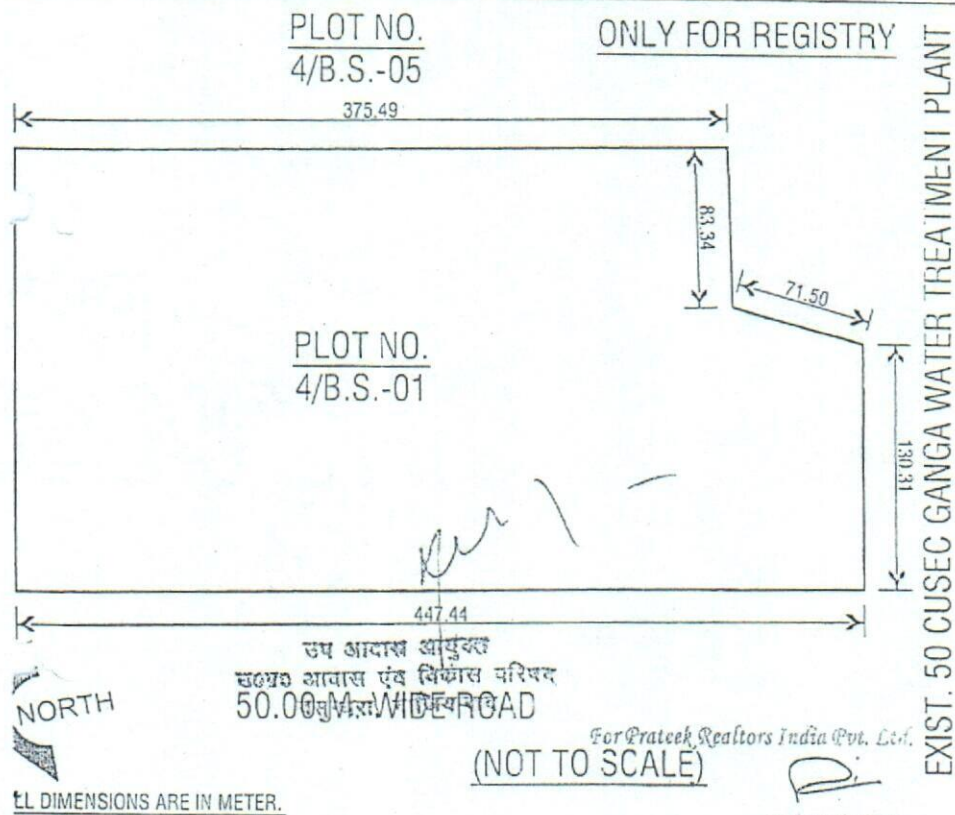 PLOT NO.
4/B.S.-05
ONLY FOR REGISTRY
375.49
83.34
71.50
PLOT NO.
4/B.S.-01
130.31
EXIST. 50 CUSEC GANGA WATER TREATMENT PLANT
447.44
उप आवास आयुक्त
उ०प्र० आवास एंव विकास परिषद
50.00 M. WIDE ROAD
NORTH
For Prateek Realtors India Pvt. Ltd.
(NOT TO SCALE)
LL DIMENSIONS ARE IN METER.